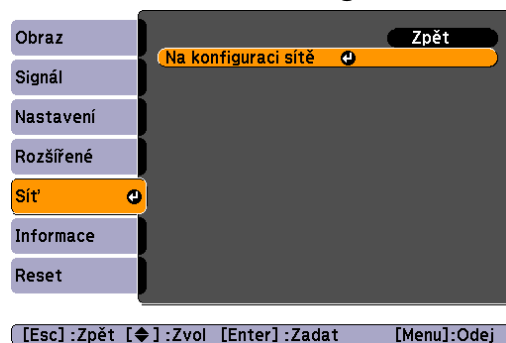 Obraz
Signál
Nastavení
Rozšířené
Síť
Informace
Reset
Zpět
Na konfiguraci sítě
[Esc] :Zpět [◆] :Zvol [Enter] :Zadat [Menu]:Odej